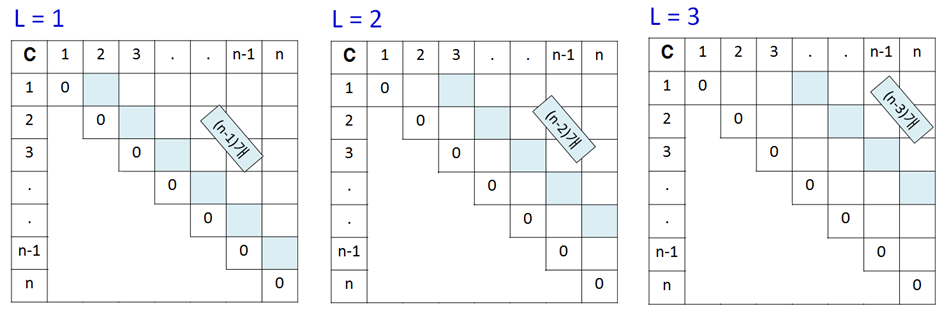 L = 1
C 1 2 3 . . n-1 n
1 0
2 0
3 0
. 0
. 0
n-1 0
n 0
(n-1)개
L = 2
C 1 2 3 . . n-1 n
1 0
2 0
3 0
. 0
. 0
n-1 0
n 0
(n-2)개
L = 3
C 1 2 3 . . n-1 n
1 0
2 0
3 0
. 0
. 0
n-1 0
n 0
(n-3)개